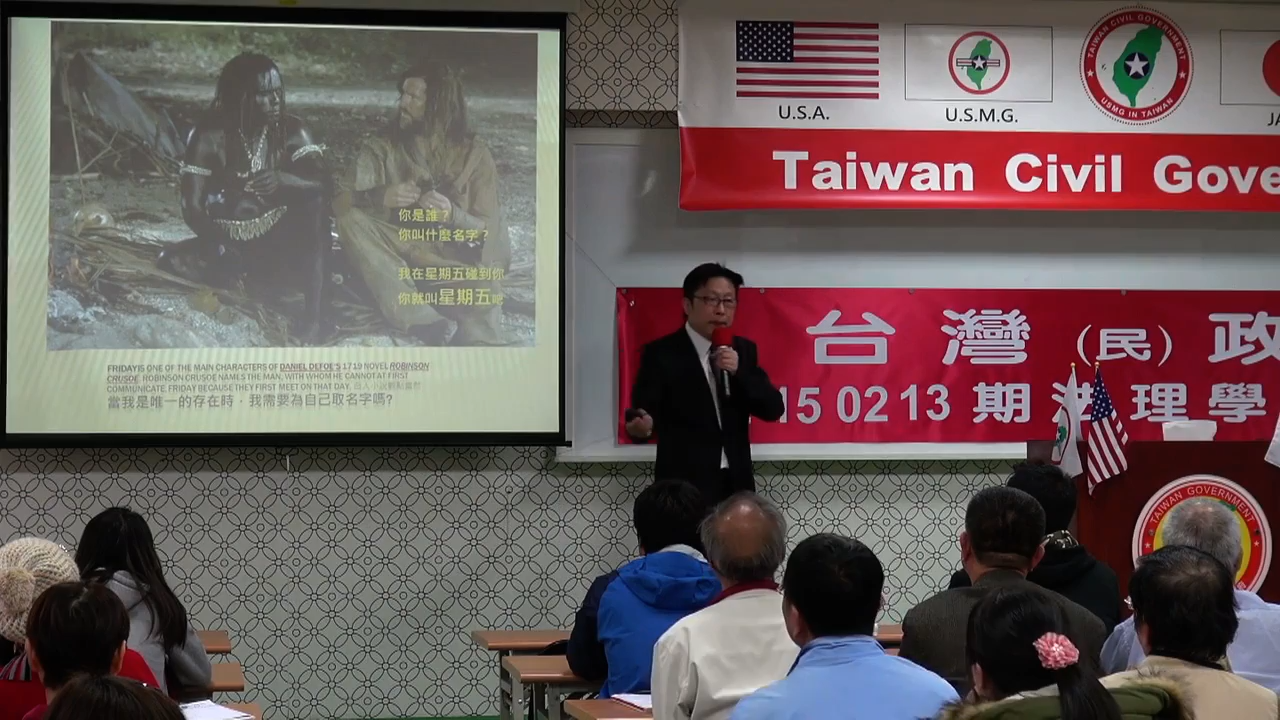 你是誰？
你叫什麼名字？
我在星期五碰到你
你就叫星期五吧
FRIDAY IS ONE OF THE MAIN CHARACTERS OF DANIEL DEFOE'S 1719 NOVEL ROBINSON
CRUSOE. ROBINSON CRUSOE NAMES THE MAN, WITH WHOM HE CANNOT AT FIRST
COMMUNICATE, FRIDAY BECAUSE THEY FIRST MEET ON THAT DAY.
當我是唯一的存在時，我需要為自己取名字嗎?
U.S.A.
U.S.M.G.
TAIWAN CIVIL GOVERNMENT
USMG IN TAIWAN
JA
Taiwan Civil Gove
台灣（民）政
15 02 13 期 法理學
TAIWAN GOVERNMENT